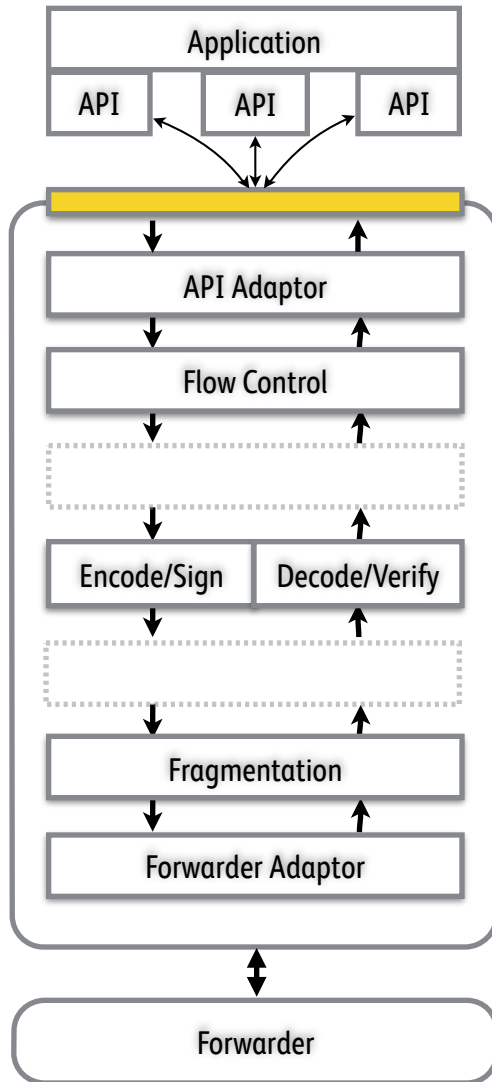 Application
API
API
API
API Adaptor
Flow Control
Encode/Sign
Decode/Verify
Fragmentation
Forwarder Adaptor
Forwarder